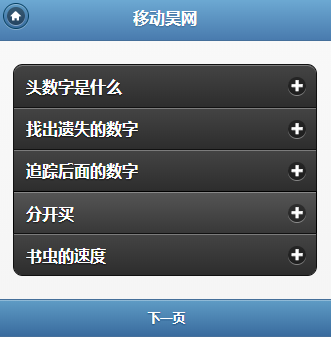 移动昊网
头数字是什么
找出遗失的数字
追踪后面的数字
分开买
书虫的速度
下一页